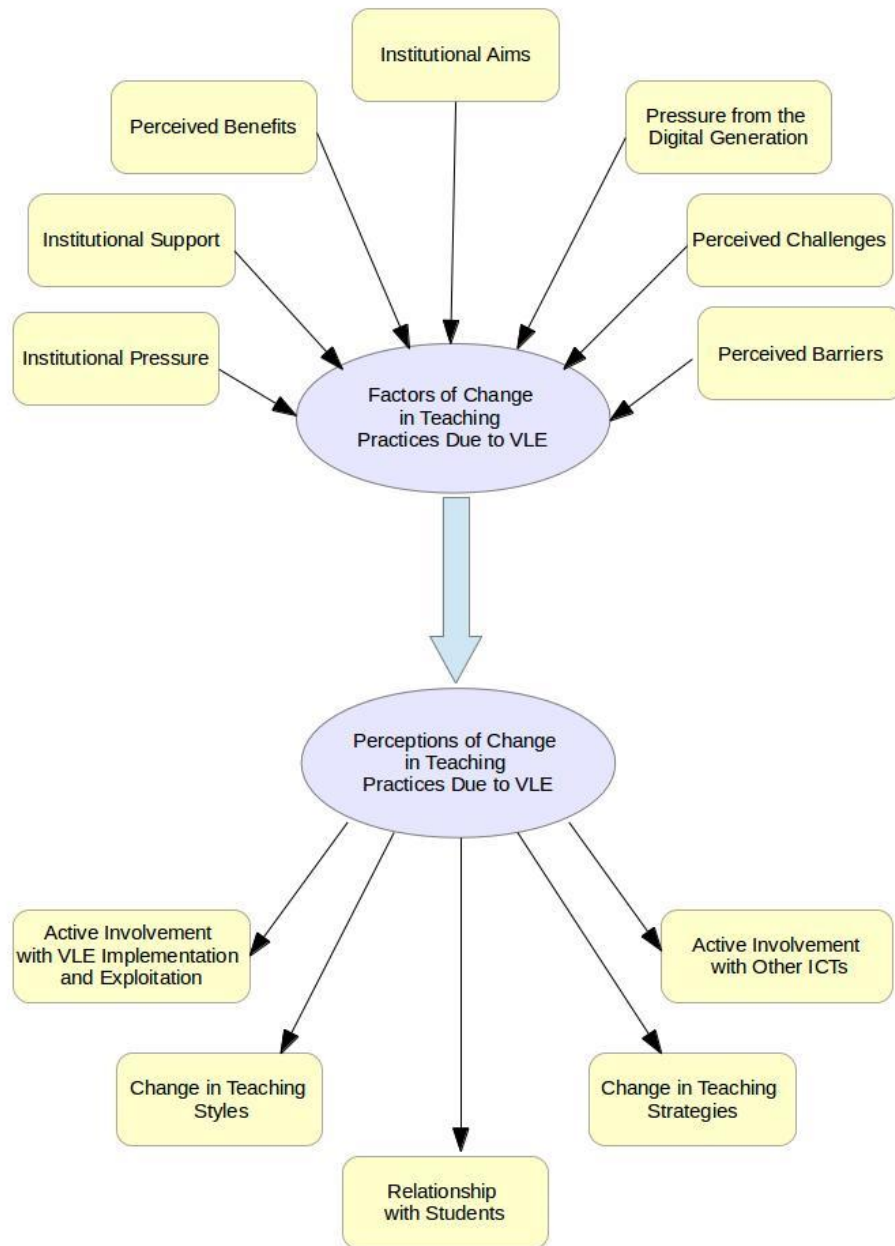 Institutional Aims
Perceived Benefits
Pressure from the
Digital Generation
Institutional Support
Perceived Challenges
Institutional Pressure
Perceived Barriers
Factors of Change
in Teaching
Practices Due to VLE
Perceptions of Change
in Teaching
Practices Due to VLE
Active Involvement
with VLE Implementation
and Exploitation
Active Involvement
with Other ICTs
Change in Teaching
Styles
Change in Teaching
Strategies
Relationship
with Students